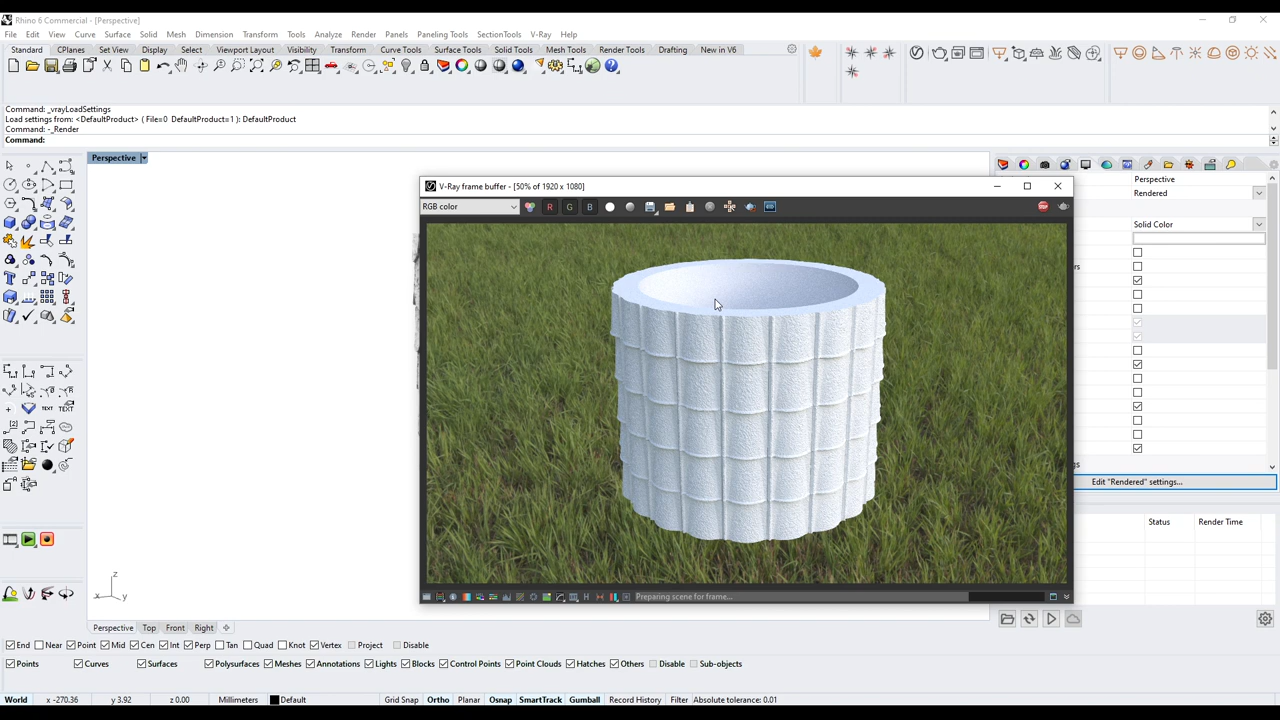 Rhino 6 Commercial - [Perspective]
File Edit View Curve Surface Solid Mesh Dimension Transform Tools Analyze Render Panels Paneling Tools SectionTools V-Ray Help
Standard CPlanes Set View Display Select Viewport Layout Visibility Transform Curve Tools Surface Tools Solid Tools Mesh Tools Render Tools Drafting New in V6
Command: _vrayLoadSettings
Load settings from: <DefaultProduct> ( File=0 DefaultProduct=1 ): DefaultProduct
Command: -_Render
Command:
Perspective
V-Ray frame buffer - [50% of 1920 x 1080]
RGB color
R G B
STOP
Perspective
Rendered
Solid Color
Edit "Rendered" settings...
Status Render Time
TEXT TEXT
z
x y
H Preparing scene for frame...
Perspective Top Front Right
End Near Point Mid Cen Int Perp Tan Quad Knot Vertex Project Disable
Points Curves Surfaces Polysurfaces Meshes Annotations Lights Blocks Control Points Point Clouds Hatches Others Disable Sub-objects
World x -270.36 y 3.92 z 0.00 Millimeters Default Grid Snap Ortho Planar Osnap SmartTrack Gumball Record History Filter Absolute tolerance: 0.01